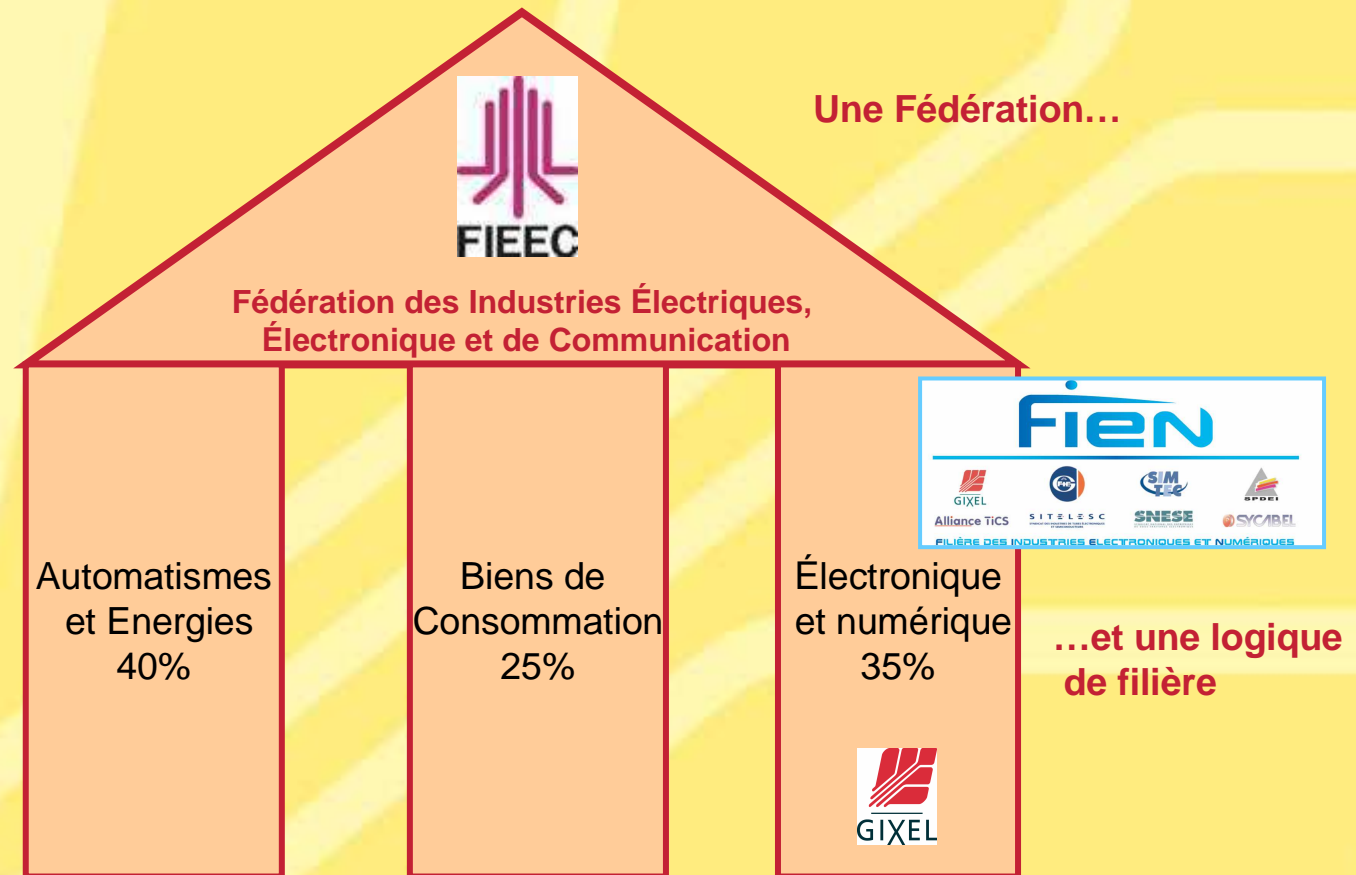 Une Fédération…
FIEEC
Fédération des Industries Électriques,
Électronique et de Communication
Fien
GIXEL
FIEG
SIMTEC
SPDEI
Alliance TiCS
SITELESC
SNESE
SYCABEL
FILIÈRE DES INDUSTRIES ELECTRONIQUES ET NUMÉRIQUES
Automatismes
et Energies
40%
Biens de
Consommation
25%
Électronique
et numérique
35%
…et une logique
de filière
GIXEL